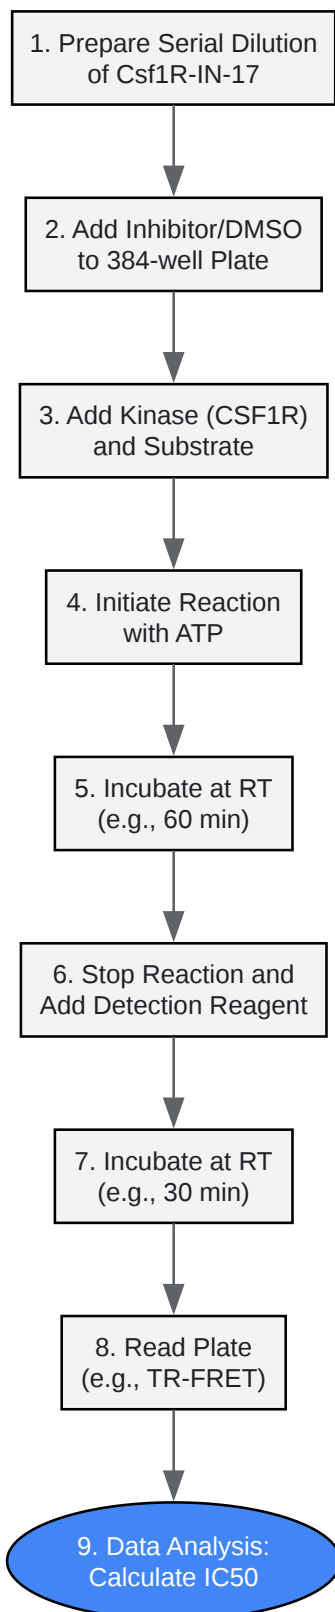 1. Prepare Serial Dilution
of Csf1R-IN-17
2. Add Inhibitor/DMSO
to 384-well Plate
3. Add Kinase (CSF1R)
and Substrate
4. Initiate Reaction
with ATP
5. Incubate at RT
(e.g., 60 min)
6. Stop Reaction and
Add Detection Reagent
7. Incubate at RT
(e.g., 30 min)
8. Read Plate
(e.g., TR-FRET)
9. Data Analysis:
Calculate IC50